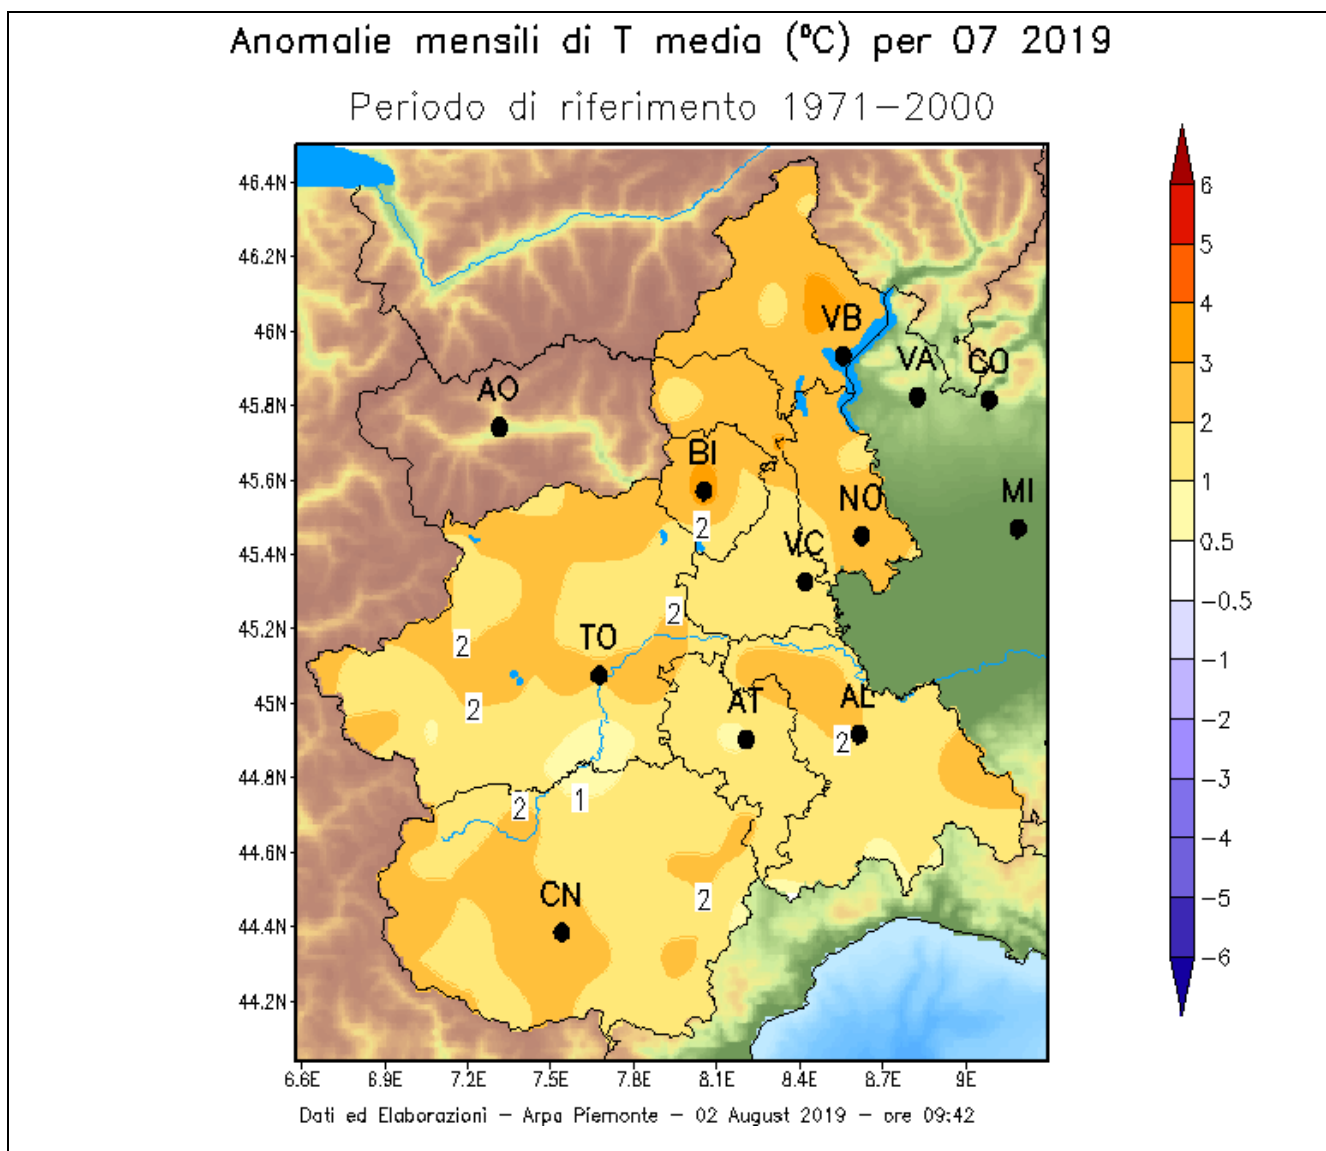 Anomalie mensili di T media (ºC) per 07 2019
Periodo di riferimento 1971–2000
46.4N
46.2N
46N
45.8N
45.6N
45.4N
45.2N
45N
44.8N
44.6N
44.4N
44.2N
VB
VA
CO
AO
BI
NO
MI
2
VC
2
TO
2
2
AT
AL
2
2
1
2
CN
6
5
4
3
2
1
0.5
−0.5
−1
−2
−3
−4
−5
−6
6.6E 6.9E 7.2E 7.5E 7.8E 8.1E 8.4E 8.7E 9E
Dati ed Elaborazioni − Arpa Piemonte − 02 August 2019 − ore 09:42